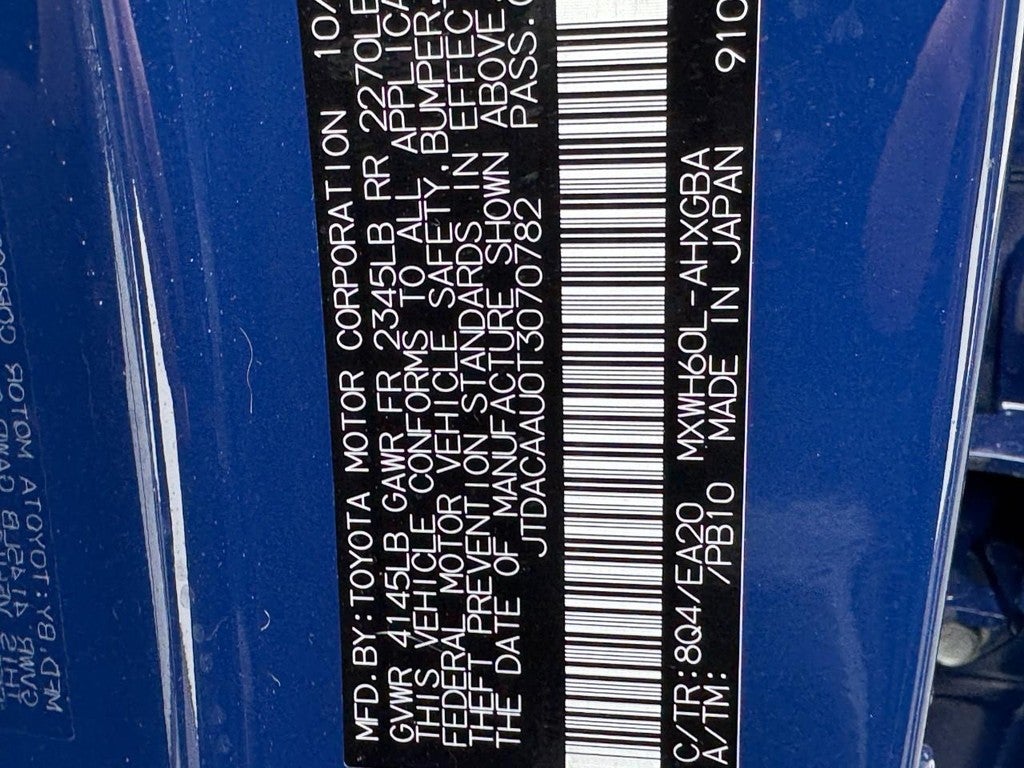 MFD.BY:TOYOTA MOTOR CORPORATION 10/
GVWR 4145LB GAWR FR 2345LB RR 2270LB
THIS VEHICLE CONFORMS TO ALL APPLICA
FEDERAL MOTOR VEHICLE SAFETY,BUMPER,
THEFT PREVENTION STANDARDS IN EFFECT
THE DATE OF MANUFACTURE SHOWN ABOVE.
JTDACAAU0T3070782 PASS.C
C/TR:8Q4/EA20 MXWH60L-AHXGBA
A/TM: /PB10 MADE IN JAPAN 910